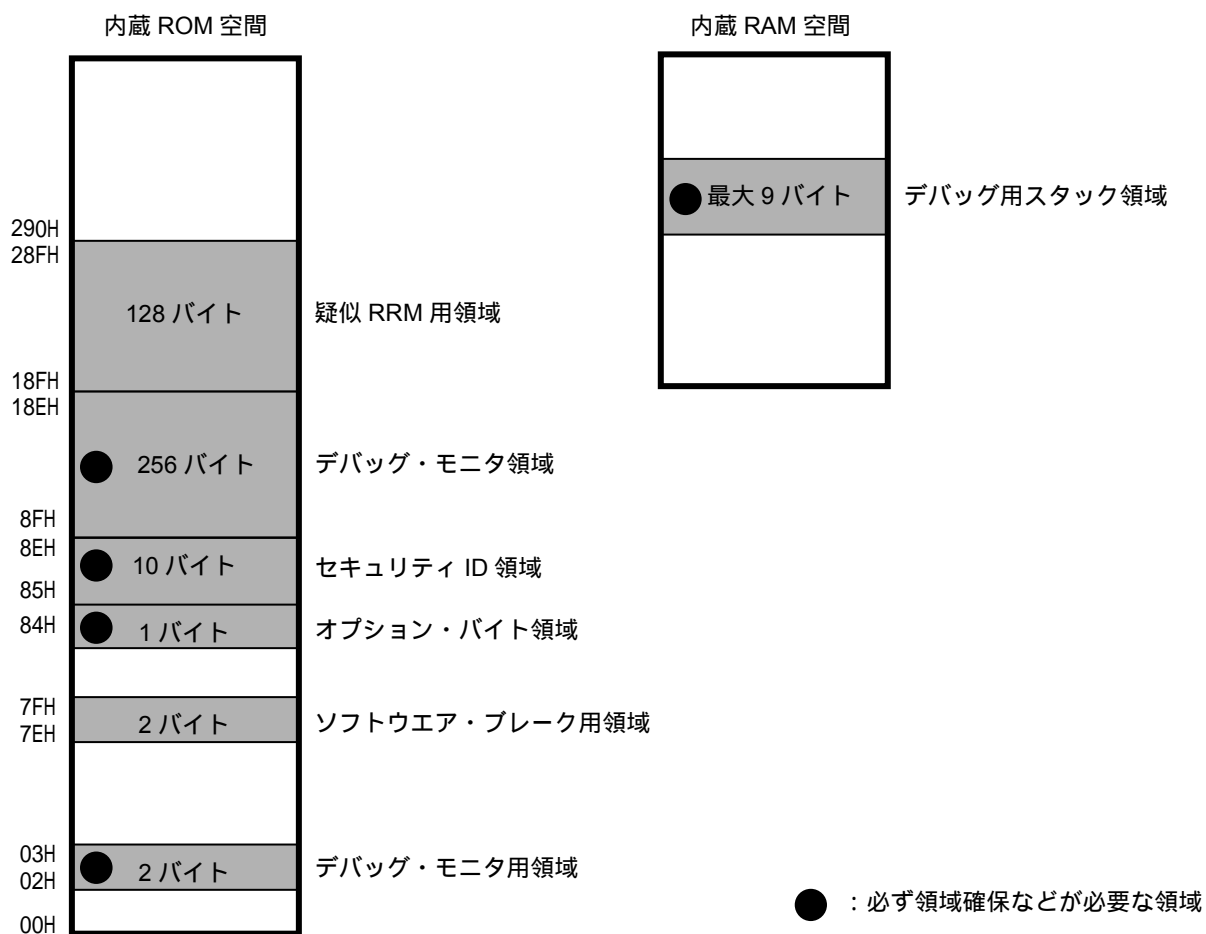 内蔵 ROM 空間
290H
28FH
128 バイト
疑似 RRM 用領域
18FH
18EH
256 バイト
デバッグ・モニタ領域
8FH
8EH
10 バイト
セキュリティ ID 領域
85H
84H
1 バイト
オプション・バイト領域
7FH
7EH
2 バイト
ソフトウエア・ブレーク用領域
03H
02H
2 バイト
デバッグ・モニタ用領域
00H
内蔵 RAM 空間
最大 9 バイト
デバッグ用スタック領域
：必ず領域確保などが必要な領域